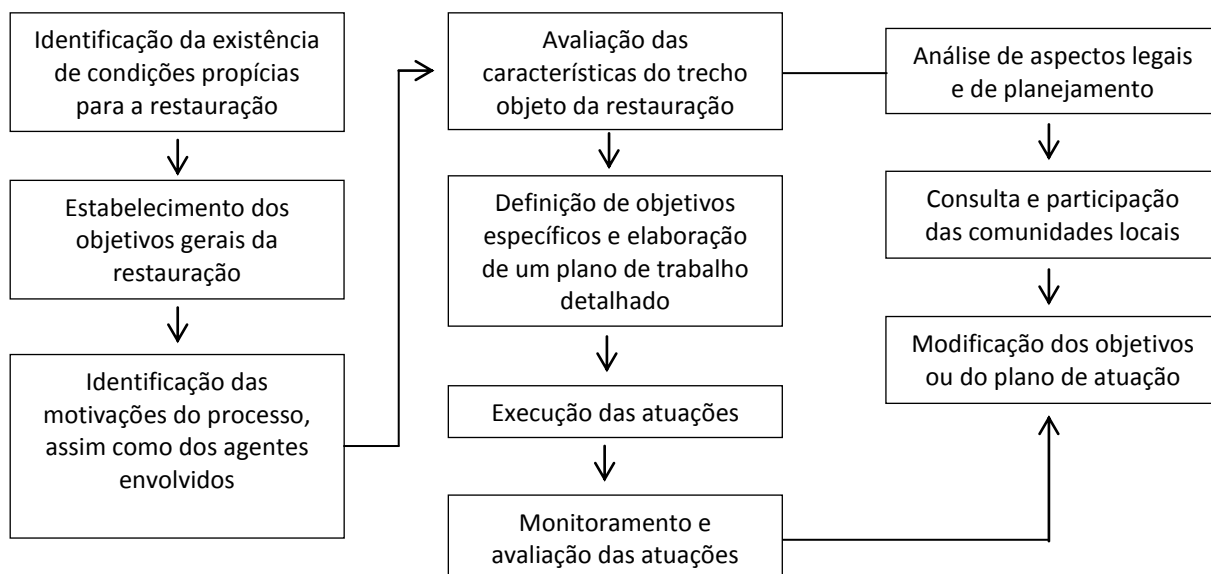 Identificação da existência
de condições propícias
para a restauração
Estabelecimento dos
objetivos gerais da
restauração
Identificação das
motivações do processo,
assim como dos agentes
envolvidos
Avaliação das
características do trecho
objeto da restauração
Definição de objetivos
específicos e elaboração
de um plano de trabalho
detalhado
Execução das atuações
Monitoramento e
avaliação das atuações
Análise de aspectos legais
e de planejamento
Consulta e participação
das comunidades locais
Modificação dos objetivos
ou do plano de atuação